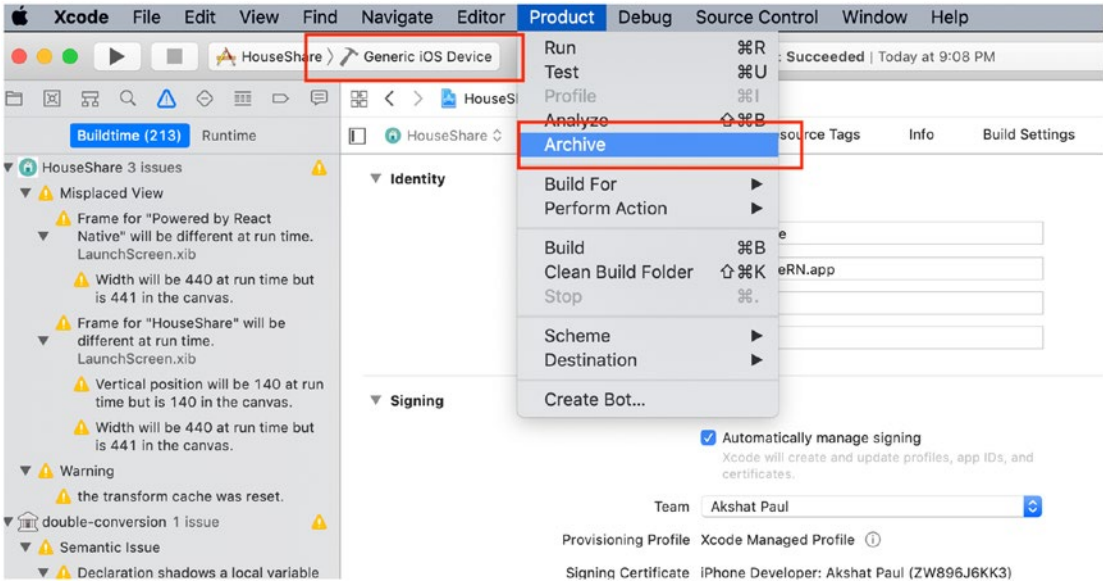 Xcode File Edit View Find Navigate Editor Product Debug Source Control Window Help
HouseShare Generic iOS Device
: Succeeded | Today at 9:08 PM
Run ⌘R
Test ⌘U
Profile ⌘I
Analyze ⇧⌘B
Archive
Build For
Perform Action
Build ⌘B
Clean Build Folder ⇧⌘K
Stop ⌘.
Scheme
Destination
Create Bot...
Buildtime (213) Runtime
HouseShare 3 issues
Misplaced View
Frame for "Powered by React
Native" will be different at run time.
LaunchScreen.xib
Width will be 440 at run time but
is 441 in the canvas.
Frame for "HouseShare" will be
different at run time.
LaunchScreen.xib
Vertical position will be 140 at run
time but is 140 in the canvas.
Width will be 440 at run time but
is 441 in the canvas.
Warning
the transform cache was reset.
double-conversion 1 issue
Semantic Issue
Declaration shadows a local variable
HouseShare
Tags Info Build Settings
Identity
eRN.app
Signing
Automatically manage signing
Xcode will create and update profiles, app IDs, and
certificates.
Team Akshat Paul
Provisioning Profile Xcode Managed Profile
Signing Certificate iPhone Developer: Akshat Paul (ZW896J6KK3)